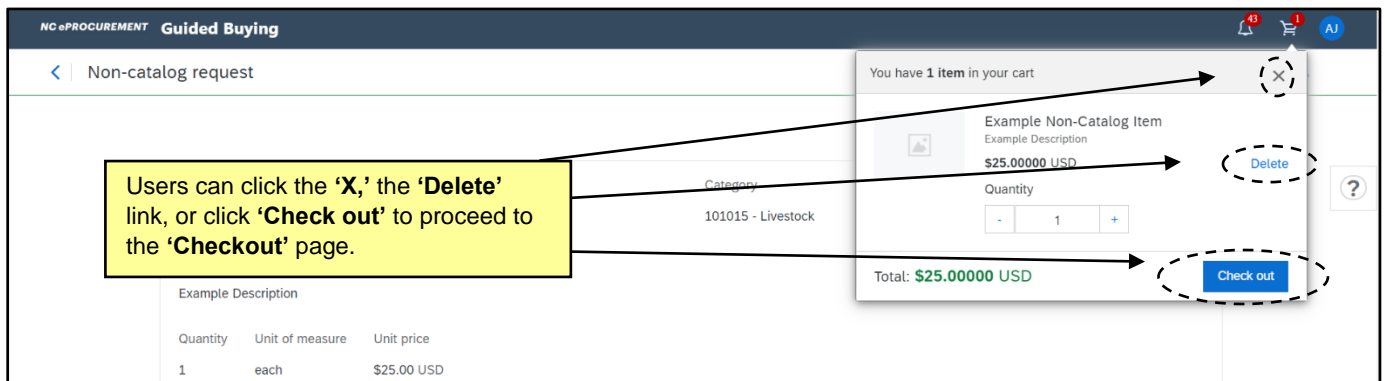 NC ePROCUREMENT Guided Buying
43
1
AJ
Non-catalog request
You have 1 item in your cart
Example Non-Catalog Item
Example Description
$25.00000 USD
Delete
Quantity
- 1 +
Total: $25.00000 USD
Check out
Users can click the ‘X,’ the ‘Delete’
link, or click ‘Check out’ to proceed to
the ‘Checkout’ page.
Category
101015 - Livestock
?
Example Description
Quantity Unit of measure Unit price
1 each $25.00 USD